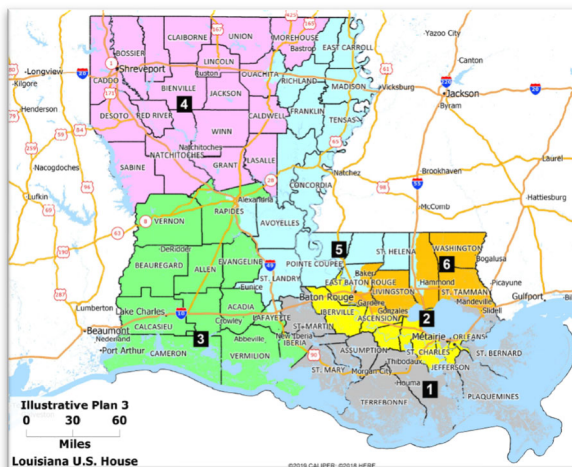 Yazoo City
Longview
Kilgore
Henderson
Nacogdoches
Lufkin
CLAIBORNE
UNION
MOREHOUSE
Bastrop
EAST CARROLL
BOSSIER
LINCOLN
Ruston
OUACHITA
RICHLAND
MADISON
Vicksburg
Canton
Jackson
Byram
Shreveport
CADDO
BIENVILLE
JACKSON
CALDWELL
FRANKLIN
TENSAS
4
DESOTO
RED RIVER
WINN
Natchitoches
NATCHITOCHES
GRANT
LASALLE
SABINE
Natchez
Brookhaven
McComb
Laurel
Hattiesburg
CONCORDIA
Alexandria
VERNON
RAPIDES
AVOYELLES
DeRidder
BEAUREGARD
ALLEN
EVANGELINE
ST. LANDRY
Eunice
POINTE COUPEE
5
ST. HELENA
WASHINGTON
Bogalusa
6
Baker
EAST BATON ROUGE
Hammond
LIVINGSTON
ST. TAMMANY
Mandeville
Slidell
Picayune
Gulfport
Lumberton
Beaumont
Nederland
Port Arthur
Lake Charles
CALCASIEU
ACADIA
Crowley
LAFAYETTE
Baton Rouge
Gardere
IBERVILLE
Gonzales
ASCENSION
2
Metairie
ORLEANS
3
CAMERON
Abbeville
VERMILION
ST. MARTIN
New Iberia
IBERIA
ASSUMPTION
Thibodaux
ST. CHARLES
JEFFERSON
ST. BERNARD
ST. MARY
Morgan City
Houma
1
TERREBONNE
PLAQUEMINES
Illustrative Plan 3
0 30 60
Miles
Louisiana U.S. House
©2019 CALIPER; ©2018 HERE